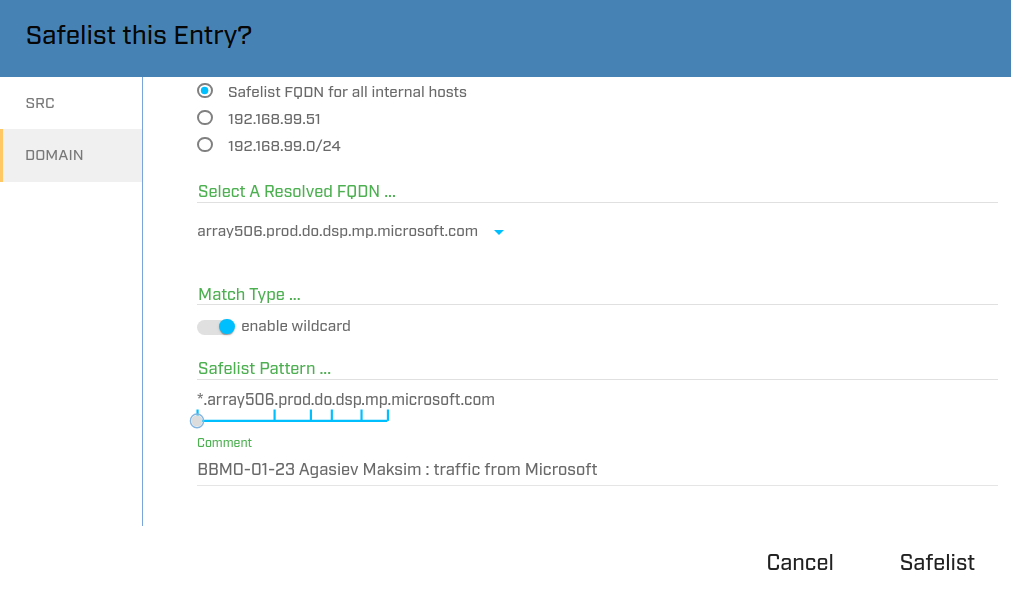 Safelist this Entry?
SRC
DOMAIN
Safelist FQDN for all internal hosts
192.168.99.51
192.168.99.0/24
Select A Resolved FQDN ...
array506.prod.do.dsp.mp.microsoft.com
Match Type ...
enable wildcard
Safelist Pattern ...
*.array506.prod.do.dsp.mp.microsoft.com
Comment
BBM0-01-23 Agasiev Maksim : traffic from Microsoft
Cancel
Safelist